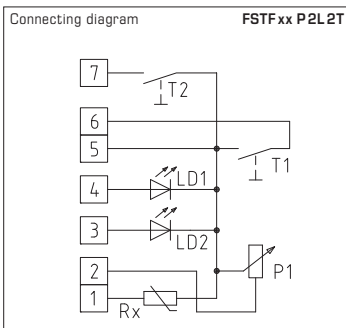 Connecting diagram FSTFxx P2L2T
7
T2
6
5
T1
4
LD1
3
LD2
2
P1
1
Rx